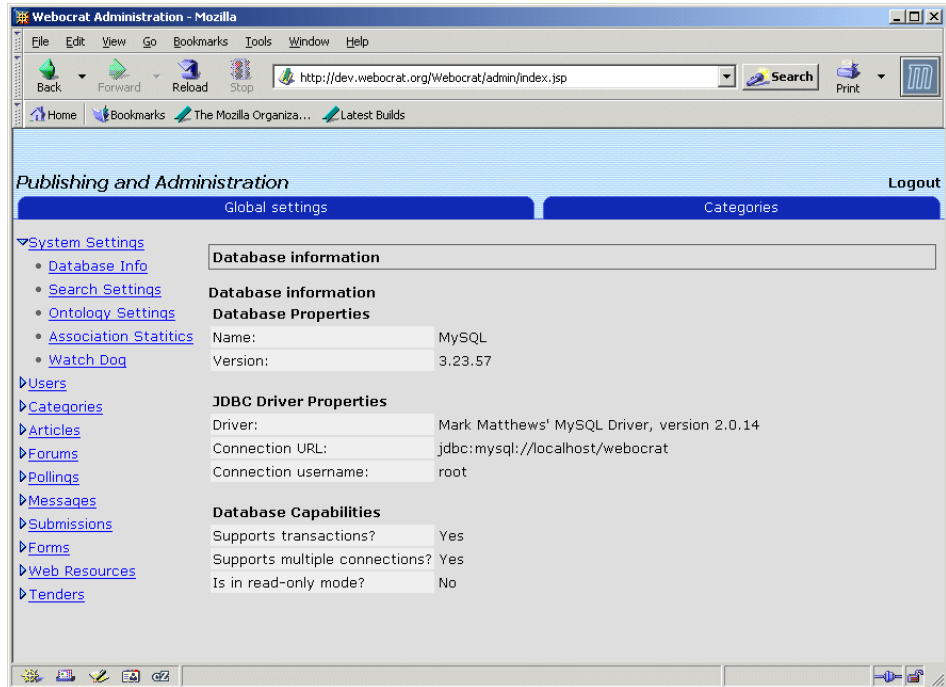 Webocrat Administration - Mozilla
File Edit View Go Bookmarks Tools Window Help
Back Forward Reload Stop http://dev.webocrat.org/Webocrat/admin/index.jsp Search Print
Home Bookmarks The Mozilla Organiza... Latest Builds
Publishing and Administration Logout
Global settings Categories
System Settings
Database Info
Search Settings
Ontology Settings
Association Statitics
Watch Dog
Users
Categories
Articles
Forums
Pollings
Messages
Submissions
Forms
Web Resources
Tenders
Database information
Database information
Database Properties
Name: MySQL
Version: 3.23.57
JDBC Driver Properties
Driver: Mark Matthews' MySQL Driver, version 2.0.14
Connection URL: jdbc:mysql://localhost/webocrat
Connection username: root
Database Capabilities
Supports transactions? Yes
Supports multiple connections? Yes
Is in read-only mode? No
cZ